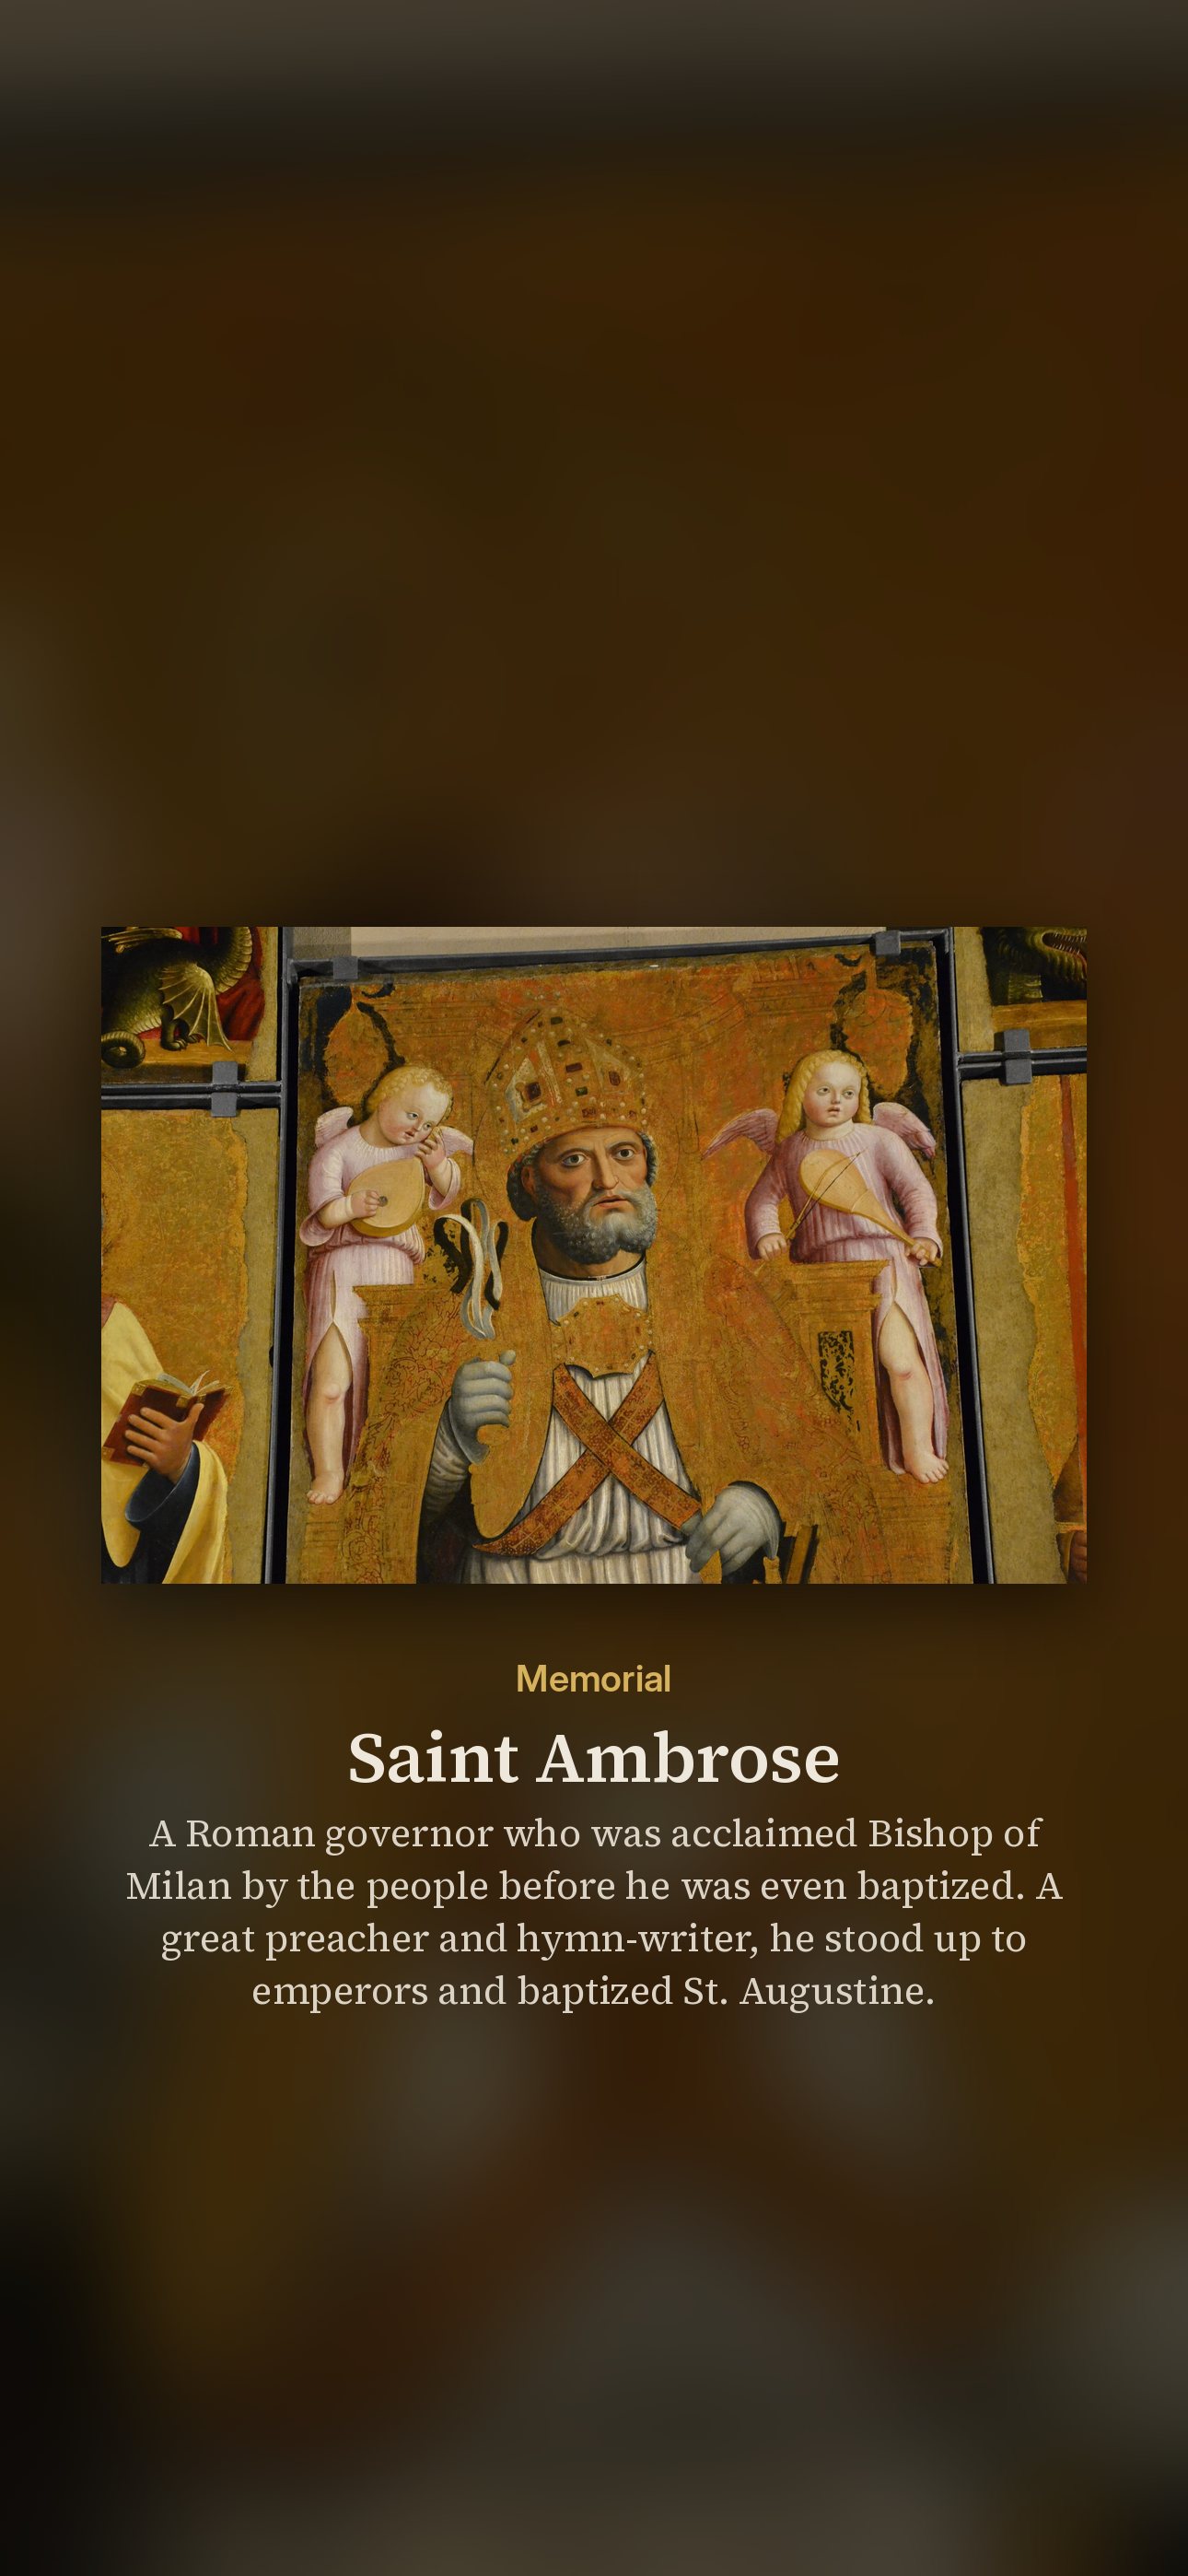 Memorial
Saint Ambrose
A Roman governor who was acclaimed Bishop of
Milan by the people before he was even baptized. A
great preacher and hymn-writer, he stood up to
emperors and baptized St. Augustine.